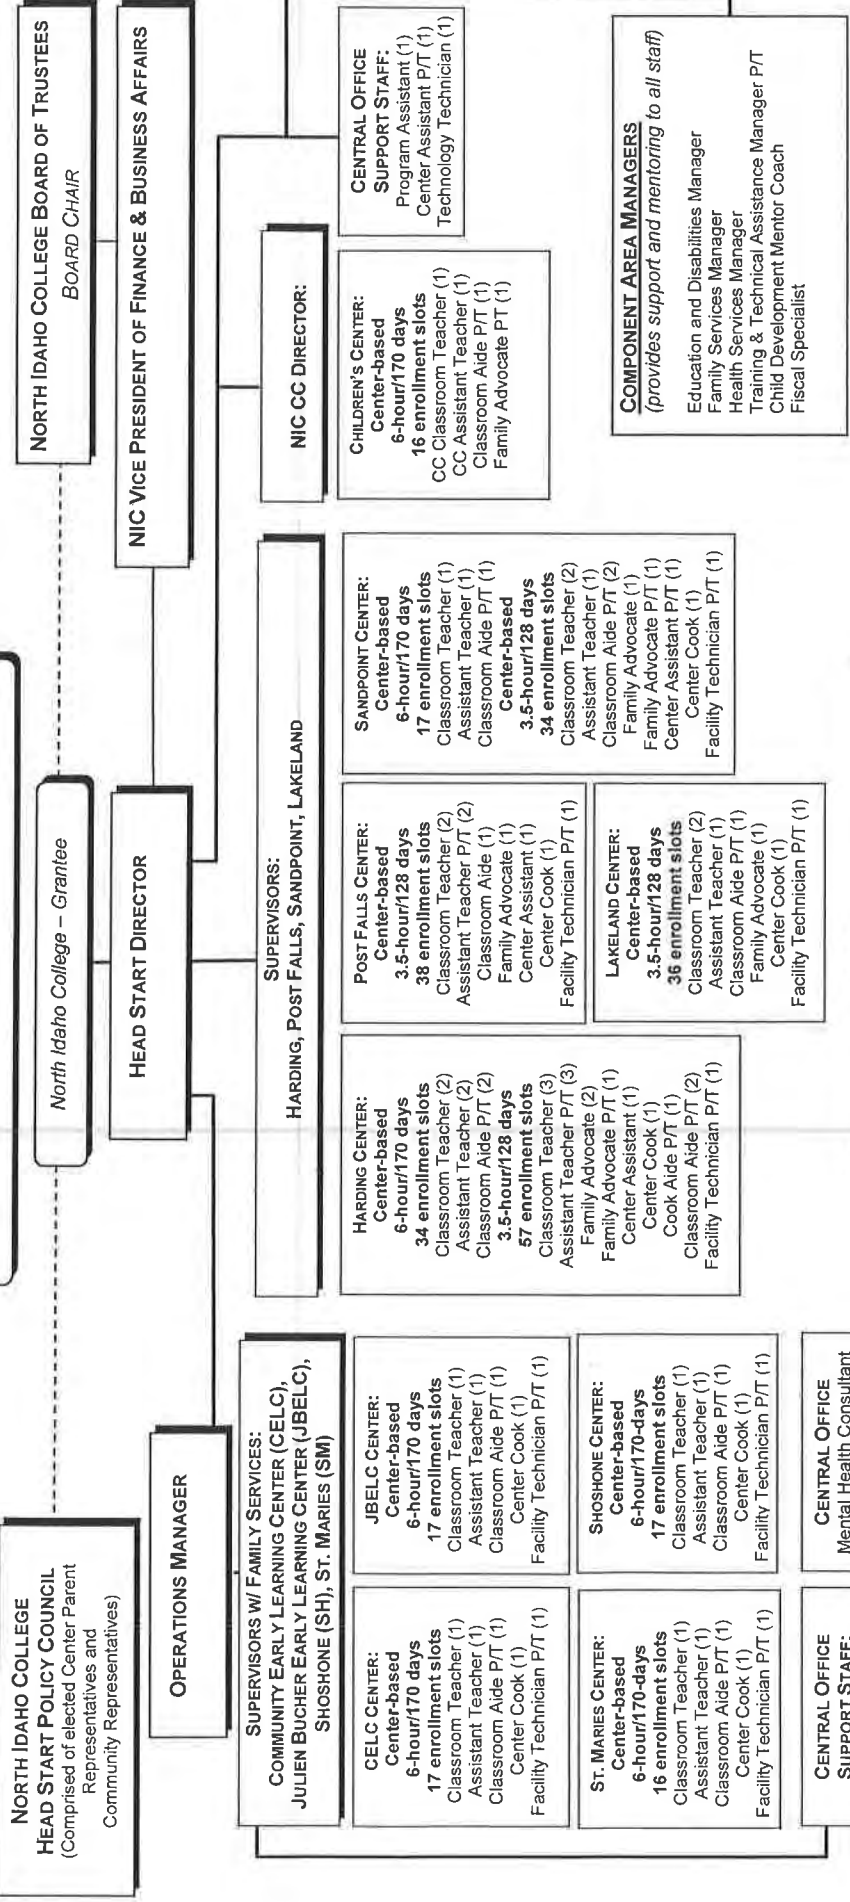 NORTH IDAHO COLLEGE
HEAD START POLICY COUNCIL
(Comprised of elected Center Parent
Representatives and
Community Representatives)
North Idaho College – Grantee
NORTH IDAHO COLLEGE BOARD OF TRUSTEES
BOARD CHAIR
NIC VICE PRESIDENT OF FINANCE & BUSINESS AFFAIRS
HEAD START DIRECTOR
OPERATIONS MANAGER
SUPERVISORS W/ FAMILY SERVICES:
COMMUNITY EARLY LEARNING CENTER (CELC),
JULIEN BUCHER EARLY LEARNING CENTER (JBELC),
SHOSHONE (SH), ST. MARIES (SM)
SUPERVISORS:
HARDING, POST FALLS, SANDPOINT, LAKELAND
NIC CC DIRECTOR:
CELC CENTER:
Center-based
6-hour/170 days
17 enrollment slots
Classroom Teacher (1)
Assistant Teacher (1)
Classroom Aide P/T (1)
Center Cook (1)
Facility Technician P/T (1)
JBELC CENTER:
Center-based
6-hour/170 days
17 enrollment slots
Classroom Teacher (1)
Assistant Teacher (1)
Classroom Aide P/T (1)
Center Cook (1)
Facility Technician P/T (1)
HARDING CENTER:
Center-based
6-hour/170 days
34 enrollment slots
Classroom Teacher (2)
Assistant Teacher (2)
Classroom Aide P/T (2)
3.5-hour/128 days
57 enrollment slots
Classroom Teacher (3)
Assistant Teacher P/T (3)
Family Advocate (2)
Family Advocate P/T (1)
Center Assistant (1)
Center Cook (1)
Cook Aide P/T (1)
Classroom Aide P/T (2)
Facility Technician P/T (1)
POST FALLS CENTER:
Center-based
3.5-hour/128 days
38 enrollment slots
Classroom Teacher (2)
Assistant Teacher P/T (2)
Classroom Aide (1)
Family Advocate (1)
Center Assistant (1)
Center Cook (1)
Facility Technician P/T (1)
SANDPOINT CENTER:
Center-based
6-hour/170 days
17 enrollment slots
Classroom Teacher (1)
Assistant Teacher (1)
Classroom Aide P/T (1)
Center-based
3.5-hour/128 days
34 enrollment slots
Classroom Teacher (2)
Assistant Teacher (1)
Classroom Aide P/T (2)
Family Advocate (1)
Family Advocate P/T (1)
Center Assistant P/T (1)
Center Cook (1)
Facility Technician P/T (1)
CHILDREN'S CENTER:
Center-based
6-hour/170 days
16 enrollment slots
CC Classroom Teacher (1)
CC Assistant Teacher (1)
Classroom Aide P/T (1)
Family Advocate PT (1)
CENTRAL OFFICE
SUPPORT STAFF:
Program Assistant (1)
Center Assistant P/T (1)
Technology Technician (1)
ST. MARIES CENTER:
Center-based
6-hour/170-days
16 enrollment slots
Classroom Teacher (1)
Assistant Teacher (1)
Classroom Aide P/T (1)
Center Cook (1)
Facility Technician P/T (1)
SHOSHONE CENTER:
Center-based
6-hour/170-days
17 enrollment slots
Classroom Teacher (1)
Assistant Teacher (1)
Classroom Aide P/T (1)
Center Cook (1)
Facility Technician P/T (1)
LAKELAND CENTER:
Center-based
3.5-hour/128 days
36 enrollment slots
Classroom Teacher (2)
Assistant Teacher (1)
Classroom Aide P/T (1)
Family Advocate (1)
Center Cook (1)
Facility Technician P/T (1)
COMPONENT AREA MANAGERS
(provides support and mentoring to all staff)
Education and Disabilities Manager
Family Services Manager
Health Services Manager
Training & Technical Assistance Manager P/T
Child Development Mentor Coach
Fiscal Specialist
CENTRAL OFFICE
SUPPORT STAFF:
CENTRAL OFFICE
Mental Health Consultant